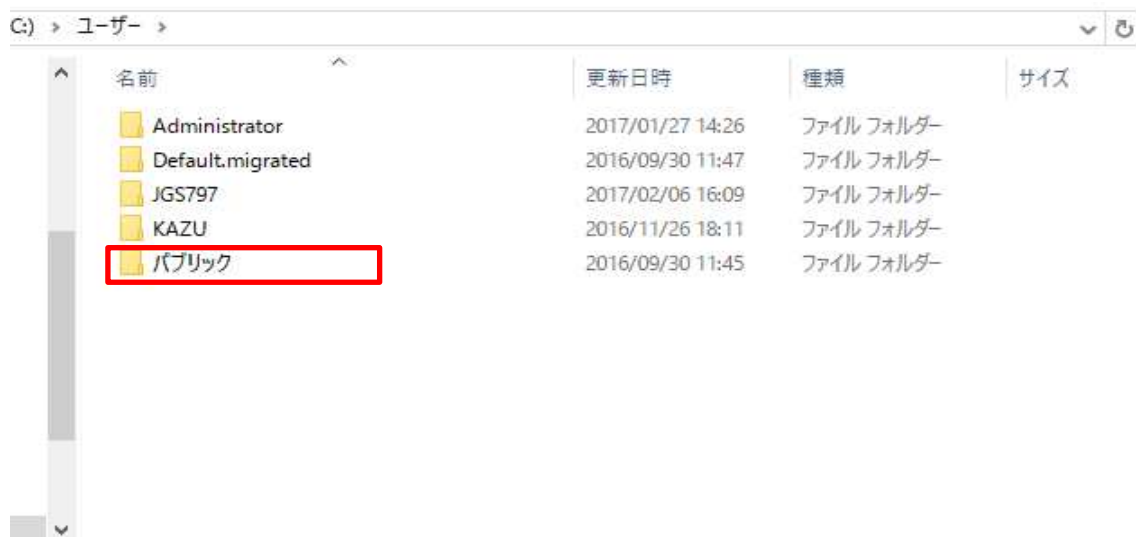 C:) > ユーザー >
名前 更新日時 種類 サイズ
Administrator 2017/01/27 14:26 ファイル フォルダー
Default.migrated 2016/09/30 11:47 ファイル フォルダー
JGS797 2017/02/06 16:09 ファイル フォルダー
KAZU 2016/11/26 18:11 ファイル フォルダー
パブリック 2016/09/30 11:45 ファイル フォルダー